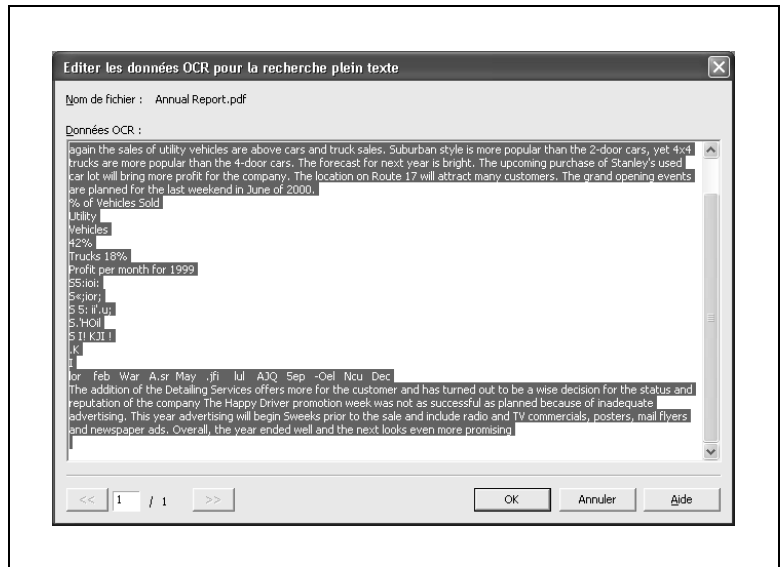 Editer les données OCR pour la recherche plein texte
Nom de fichier : Annual Report.pdf
Données OCR :
again the sales of utility vehicles are above cars and truck sales. Suburban style is more popular than the 2-door cars, yet 4x4
trucks are more popular than the 4-door cars. The forecast for next year is bright. The upcoming purchase of Stanley's used
car lot will bring more profit for the company. The location on Route 17 will attract many customers. The grand opening events
are planned for the last weekend in June of 2000.
% of Vehicles Sold
Utility
Vehicles
42%
Trucks 18%
Profit per month for 1999
S5:ioi:
S«;ior;
S 5: ii'.u;
S.'HOil
S I! KJI !
.K
I
lor feb War A.sr May .jfi lul AJQ 5ep -Oel Ncu Dec
The addition of the Detailing Services offers more for the customer and has turned out to be a wise decision for the status and
reputation of the company The Happy Driver promotion week was not as successful as planned because of inadequate
advertising. This year advertising will begin Sweeks prior to the sale and include radio and TV commercials, posters, mail flyers
and newspaper ads. Overall, the year ended well and the next looks even more promising
<< 1 / 1 >> OK Annuler Aide